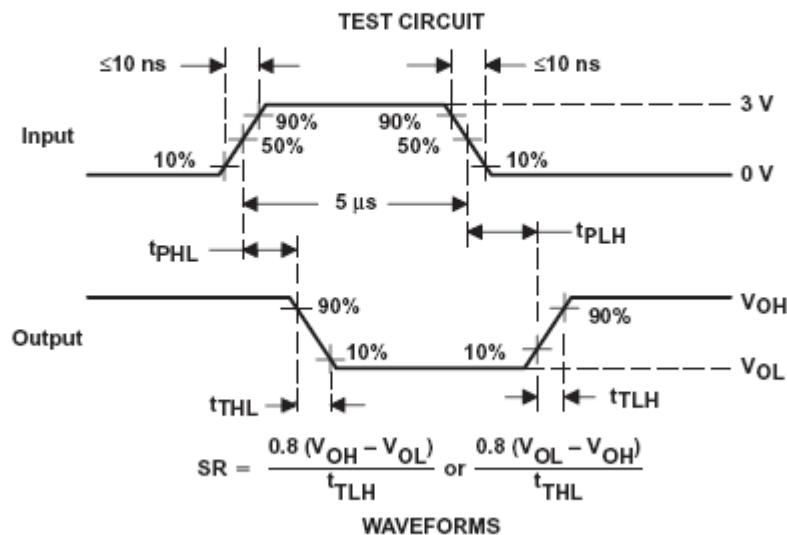 TEST CIRCUIT
≤10 ns
≤10 ns
3 V
90%
90%
Input
50%
50%
10%
10%
0 V
5 μs
tPHL
tPLH
VOH
90%
90%
Output
10%
10%
VOL
tTHL
tTLH
SR = 0.8 (VOH – VOL) / tTLH or 0.8 (VOL – VOH) / tTHL
WAVEFORMS